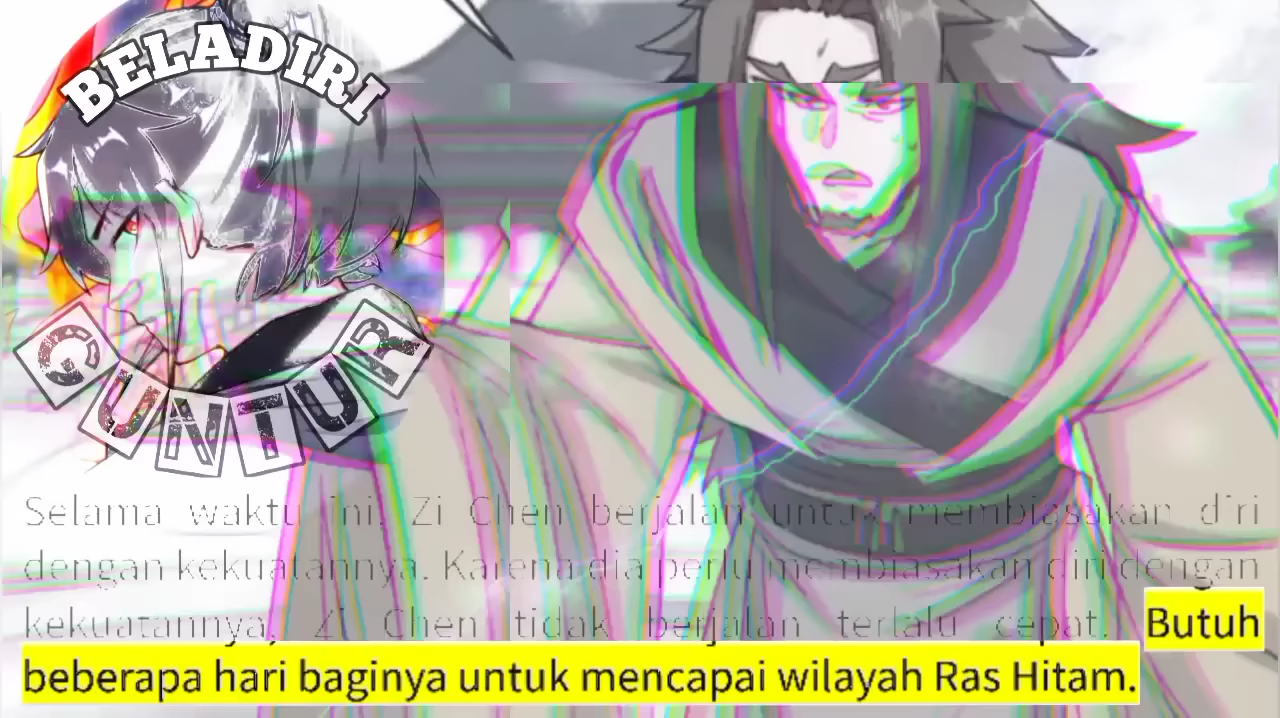 BELADIRI
GUNTUR
Selama waktu ini, Zi Chen berjalan untuk membiasakan diri
dengan kekuatannya. Karena dia perlu membiasakan diri dengan
kekuatannya, Zi Chen tidak berjalan terlalu cepat. Butuh
beberapa hari baginya untuk mencapai wilayah Ras Hitam.